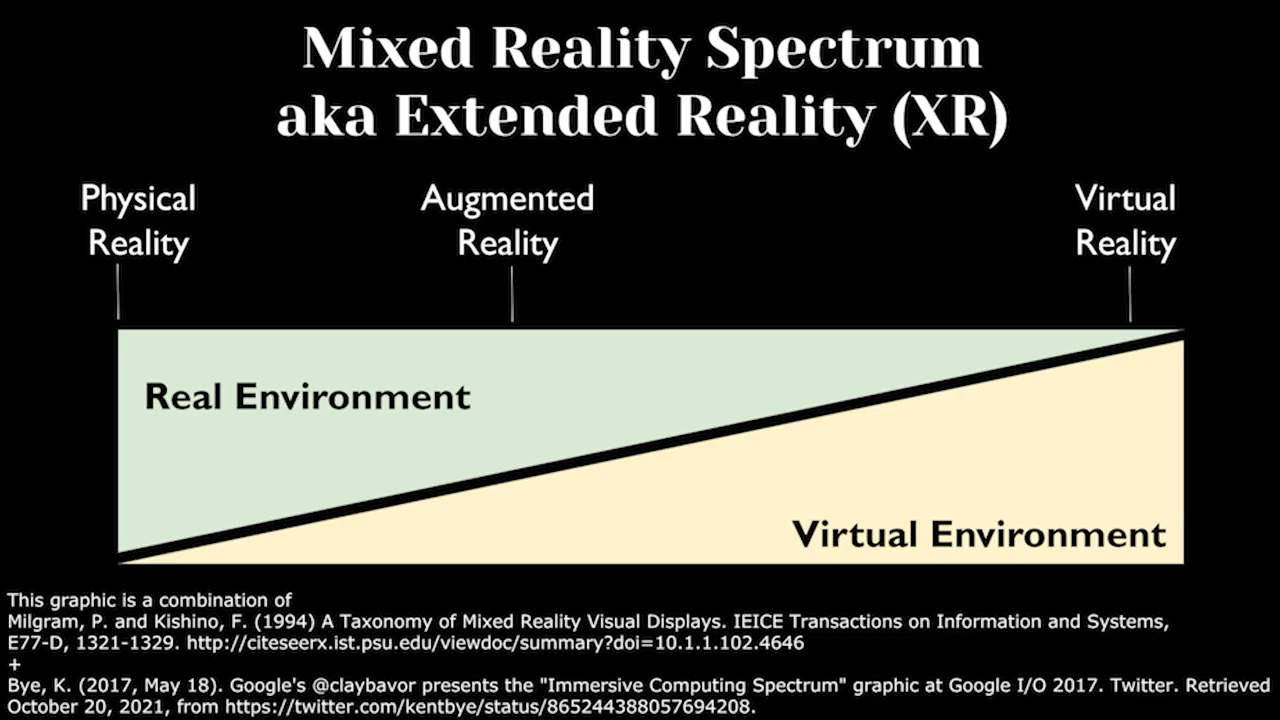 Mixed Reality Spectrum
aka Extended Reality (XR)
Physical
Reality
Augmented
Reality
Virtual
Reality
Real Environment
Virtual Environment
This graphic is a combination of
Milgram, P. and Kishino, F. (1994) A Taxonomy of Mixed Reality Visual Displays. IEICE Transactions on Information and Systems,
E77-D, 1321-1329. http://citeseerx.ist.psu.edu/viewdoc/summary?doi=10.1.1.102.4646
+
Bye, K. (2017, May 18). Google's @claybavor presents the "Immersive Computing Spectrum" graphic at Google I/O 2017. Twitter. Retrieved
October 20, 2021, from https://twitter.com/kentbye/status/865244388057694208.